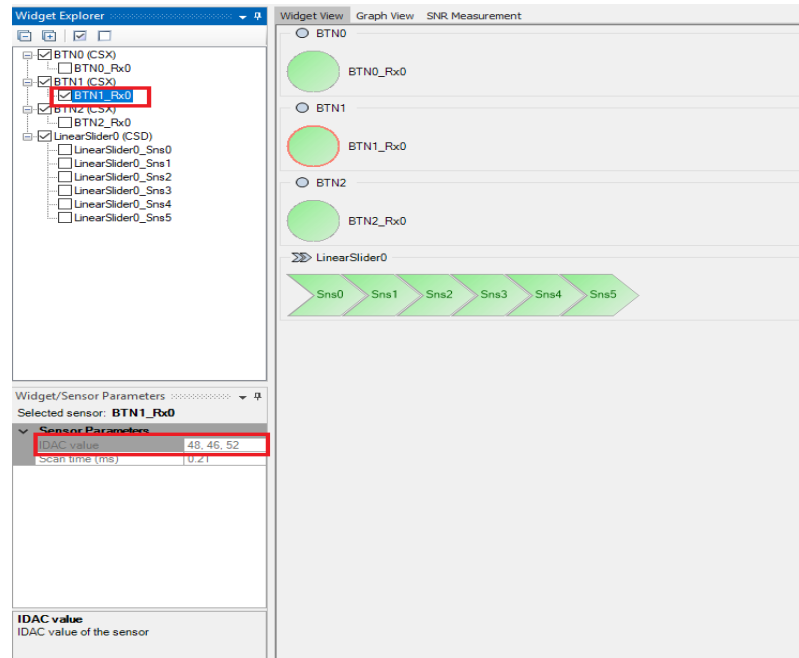 Widget Explorer
BTN0 (CSX)
BTN0_Rx0
BTN1 (CSX)
BTN1_Rx0
BTN2 (CSX)
BTN2_Rx0
LinearSlider0 (CSD)
LinearSlider0_Sns0
LinearSlider0_Sns1
LinearSlider0_Sns2
LinearSlider0_Sns3
LinearSlider0_Sns4
LinearSlider0_Sns5
Widget/Sensor Parameters
Selected sensor: BTN1_Rx0
Sensor Parameters
IDAC value 48, 46, 52
Scan time (ms) 0.21
IDAC value
IDAC value of the sensor
Widget View Graph View SNR Measurement
BTN0
BTN0_Rx0
BTN1
BTN1_Rx0
BTN2
BTN2_Rx0
LinearSlider0
Sns0 Sns1 Sns2 Sns3 Sns4 Sns5